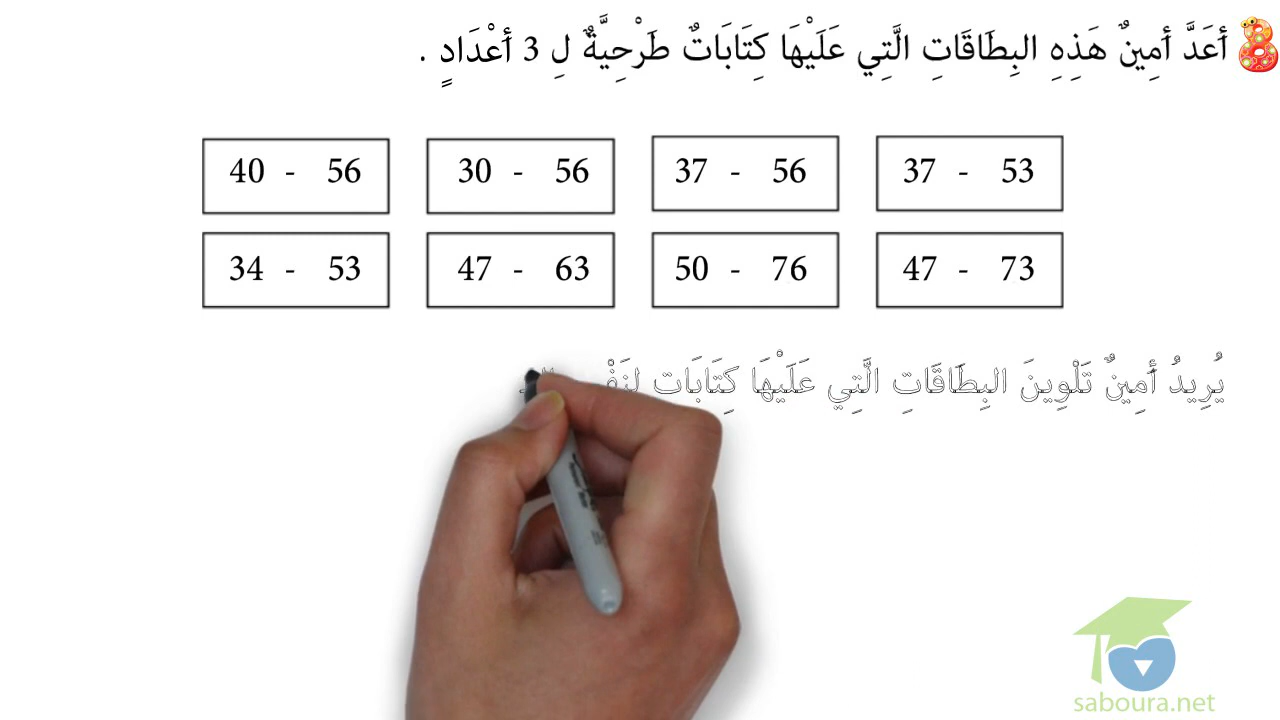 8 أَعَدَّ أَمِينٌ هَذِهِ البِطَاقَاتِ الَّتِي عَلَيْهَا كِتَابَاتٌ طَرْحِيَّةٌ لِ 3 أَعْدَادٍ .
40 - 56   30 - 56   37 - 56   37 - 53
34 - 53   47 - 63   50 - 76   47 - 73
يُرِيدُ أَمِينٌ تَلْوِينَ البِطَاقَاتِ الَّتِي عَلَيْهَا كِتَابَات
saboura.net